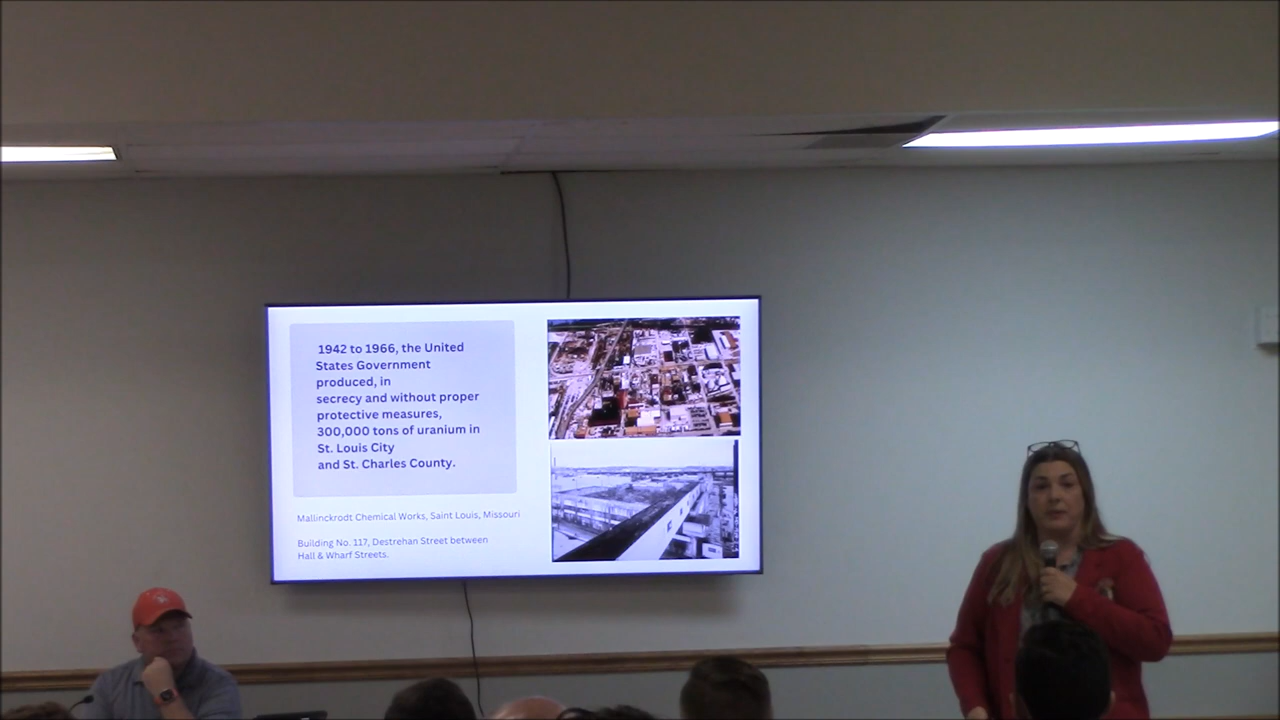 1942 to 1966, the United
States Government
produced, in
secrecy and without proper
protective measures,
300,000 tons of uranium in
St. Louis City
and St. Charles County.
Mallinckrodt Chemical Works, Saint Louis, Missouri
Building No. 117, Destrehan Street between
Hall & Wharf Streets.